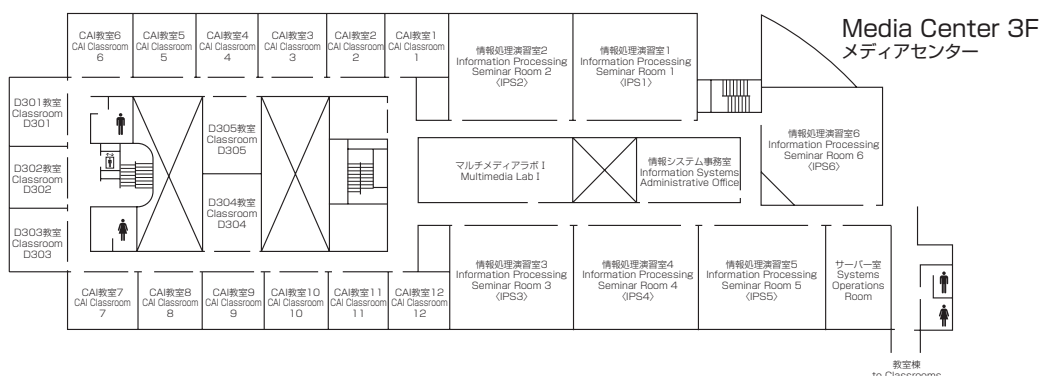 Media Center 3F
メディアセンター
CAI教室6
CAI Classroom
6
CAI教室5
CAI Classroom
5
CAI教室4
CAI Classroom
4
CAI教室3
CAI Classroom
3
CAI教室2
CAI Classroom
2
CAI教室1
CAI Classroom
1
情報処理演習室2
Information Processing
Seminar Room 2
〈IPS2〉
情報処理演習室1
Information Processing
Seminar Room 1
〈IPS1〉
D301教室
Classroom
D301
D305教室
Classroom
D305
情報処理演習室6
Information Processing
Seminar Room 6
〈IPS6〉
D302教室
Classroom
D302
マルチメディアラボⅠ
Multimedia Lab Ⅰ
情報システム事務室
Information Systems
Administrative Office
D304教室
Classroom
D304
D303教室
Classroom
D303
情報処理演習室3
Information Processing
Seminar Room 3
〈IPS3〉
情報処理演習室4
Information Processing
Seminar Room 4
〈IPS4〉
情報処理演習室5
Information Processing
Seminar Room 5
〈IPS5〉
サーバー室
Systems
Operations
Room
CAI教室7
CAI Classroom
7
CAI教室8
CAI Classroom
8
CAI教室9
CAI Classroom
9
CAI教室10
CAI Classroom
10
CAI教室11
CAI Classroom
11
CAI教室12
CAI Classroom
12
教室棟
to Classrooms